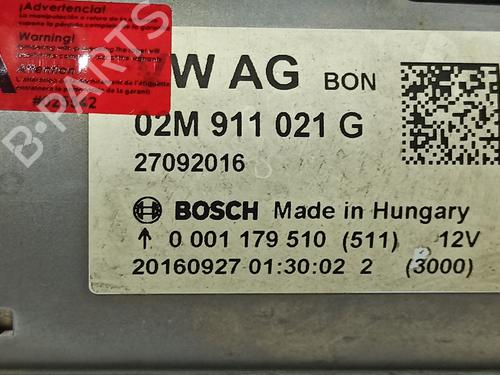 ¡Advertencia!
Warning!
Attention!
W AG BON
02M 911 021 G
27092016
BOSCH Made in Hungary
↑ 0 001 179 510 (511) 12V
20160927 01:30:02 2 (3000)
B-PARTS